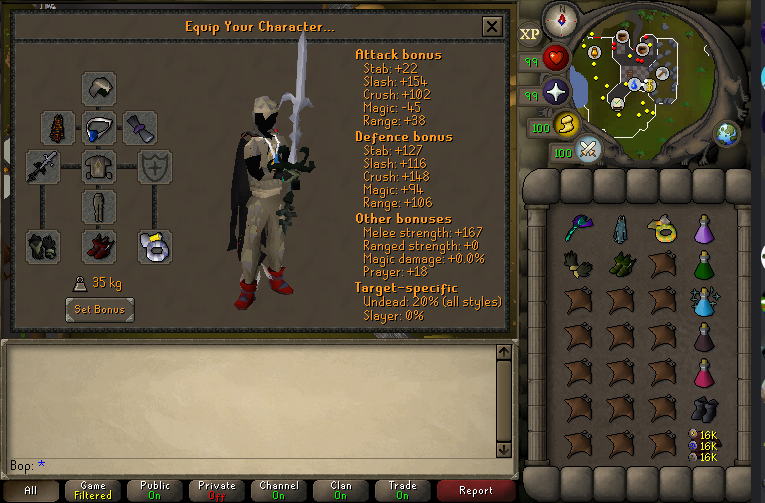 Equip Your Character...
Attack bonus
Stab: +22
Slash: +154
Crush: +102
Magic: -45
Range: +38
Defence bonus
Stab: +127
Slash: +116
Crush: +148
Magic: +94
Range: +106
Other bonuses
Melee strength: +167
Ranged strength: +0
Magic damage: +0.0%
Prayer: +18
Target-specific
Undead: 20% (all styles)
Slayer: 0%
35 kg
Set Bonus
N
XP
99
99
100
100
16K
16K
16K
Bop: *
All
Game
Filtered
Public
On
Private
Off
Channel
On
Clan
On
Trade
On
Report